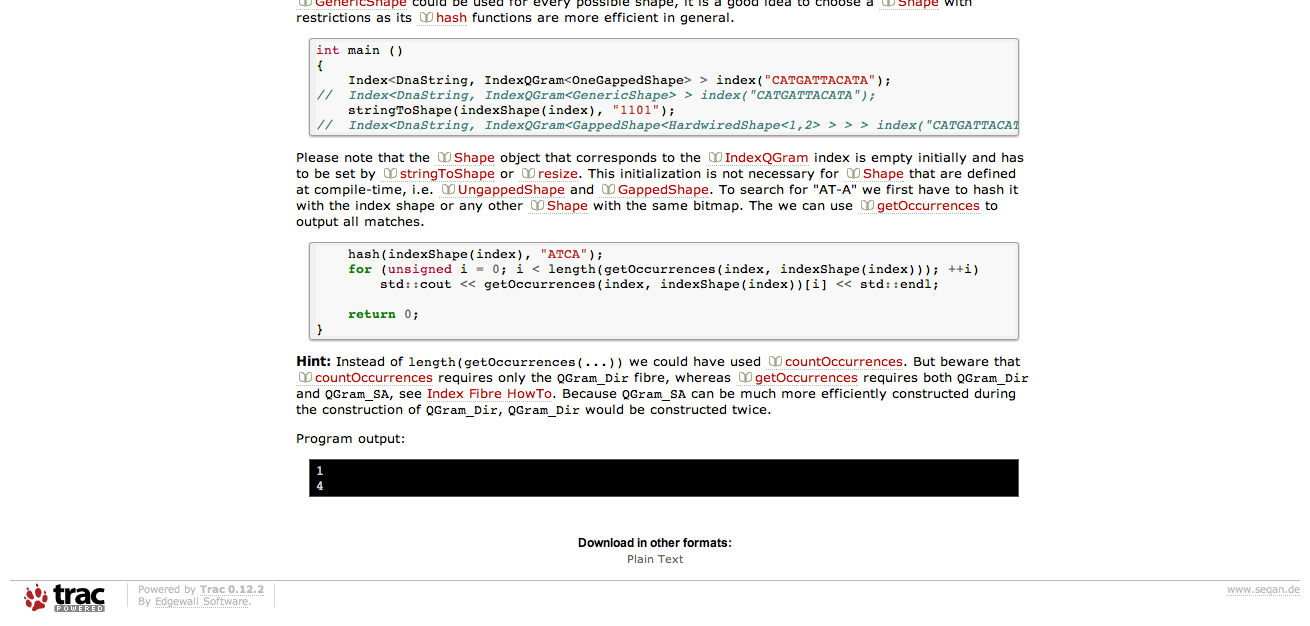 GenericShape could be used for every possible shape, it is a good idea to choose a Shape with
restrictions as its hash functions are more efficient in general.
int main ()
{
    Index<DnaString, IndexQGram<OneGappedShape> > index("CATGATTACATA");
//  Index<DnaString, IndexQGram<GenericShape> > index("CATGATTACATA");
    stringToShape(indexShape(index), "1101");
//  Index<DnaString, IndexQGram<GappedShape<HardwiredShape<1,2> > > > index("CATGATTACAT
Please note that the Shape object that corresponds to the IndexQGram index is empty initially and has
to be set by stringToShape or resize. This initialization is not necessary for Shape that are defined
at compile-time, i.e. UngappedShape and GappedShape. To search for "AT-A" we first have to hash it
with the index shape or any other Shape with the same bitmap. The we can use getOccurrences to
output all matches.
    hash(indexShape(index), "ATCA");
    for (unsigned i = 0; i < length(getOccurrences(index, indexShape(index))); ++i)
        std::cout << getOccurrences(index, indexShape(index))[i] << std::endl;
    return 0;
}
Hint: Instead of length(getOccurrences(...)) we could have used countOccurrences. But beware that
countOccurrences requires only the QGram_Dir fibre, whereas getOccurrences requires both QGram_Dir
and QGram_SA, see Index Fibre HowTo. Because QGram_SA can be much more efficiently constructed during
the construction of QGram_Dir, QGram_Dir would be constructed twice.
Program output:
1
4
Download in other formats:
Plain Text
trac
POWERED
Powered by Trac 0.12.2
By Edgewall Software.
www.seqan.de